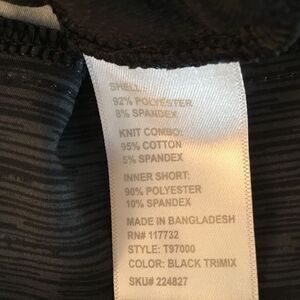 SHELL:
92% POLYESTER
8% SPANDEX
KNIT COMBO:
95% COTTON
5% SPANDEX
INNER SHORT:
90% POLYESTER
10% SPANDEX
MADE IN BANGLADESH
RN# 117732
STYLE: T97000
COLOR: BLACK TRIMIX
SKU# 224827